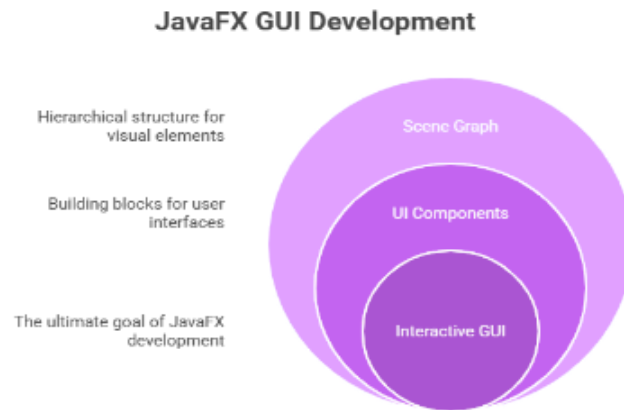 JavaFX GUI Development
Hierarchical structure for
visual elements
Scene Graph
Building blocks for user
interfaces
UI Components
The ultimate goal of JavaFX
development
Interactive GUI